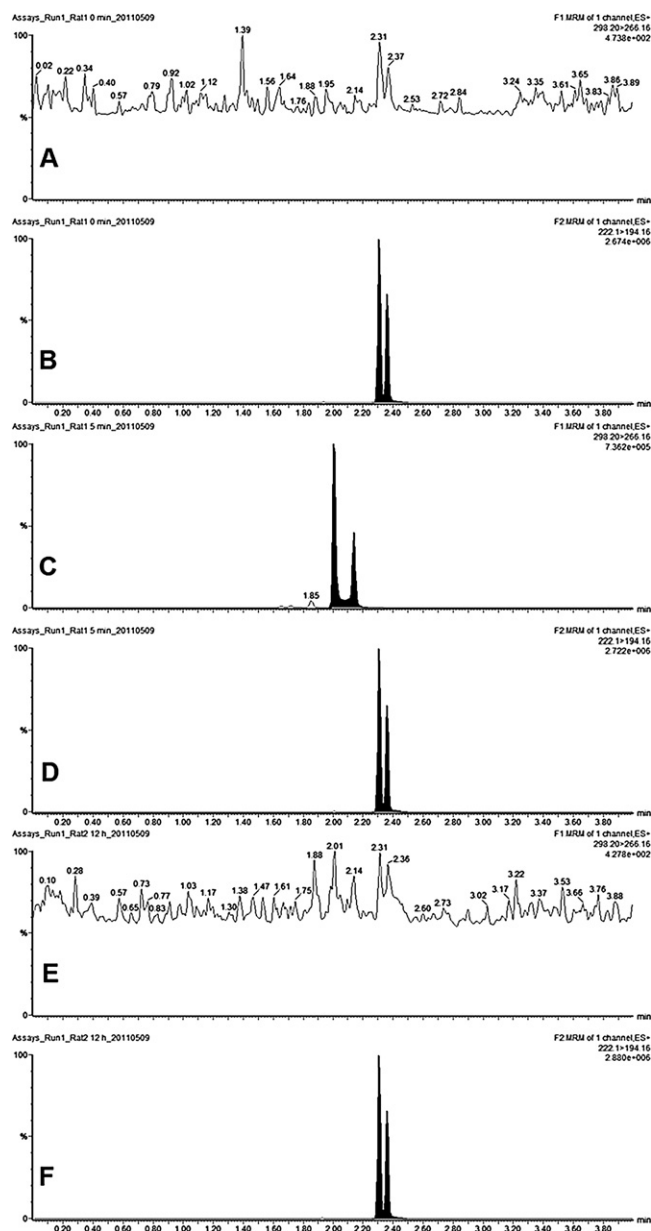 Assays_Run1_Rat1 0 min_20110509
F1:MRM of 1 channel,ES+
298.20>266.16
4.738e+002
1.39
2.31
2.37
0.02
0.22
0.34
0.40
0.57
0.79
0.92
1.02
1.12
1.56
1.64
1.76
1.88
1.95
2.14
2.53
2.72
2.84
3.24
3.35
3.61
3.65
3.83
3.86
3.89
100
%
0
A
min
Assays_Run1_Rat1 0 min_20110509
F2:MRM of 1 channel,ES+
222.1>194.16
2.674e+006
100
%
0
B
min
0.20 0.40 0.60 0.80 1.00 1.20 1.40 1.60 1.80 2.00 2.20 2.40 2.60 2.80 3.00 3.20 3.40 3.60 3.80
Assays_Run1_Rat1 5 min_20110509
F1:MRM of 1 channel,ES+
298.20>266.16
7.362e+005
100
%
0
C
1.85
min
Assays_Run1_Rat1 5 min_20110509
F2:MRM of 1 channel,ES+
222.1>194.16
2.722e+006
100
%
0
D
min
0.20 0.40 0.60 0.80 1.00 1.20 1.40 1.60 1.80 2.00 2.20 2.40 2.60 2.80 3.00 3.20 3.40 3.60 3.80
Assays_Run1_Rat2 12 h_20110509
F1:MRM of 1 channel,ES+
298.20>266.16
4.278e+002
100
%
0
0.10
0.28
0.39
0.57
0.65
0.73
0.77
0.83
1.03
1.17
1.30
1.38
1.47
1.61
1.75
1.88
2.01
2.14
2.31
2.36
2.60
2.73
3.02
3.17
3.22
3.37
3.53
3.66
3.76
3.88
E
min
Assays_Run1_Rat2 12 h_20110509
F2:MRM of 1 channel,ES+
222.1>194.16
2.880e+006
100
%
0
F
min
0.20 0.40 0.60 0.80 1.00 1.20 1.40 1.60 1.80 2.00 2.20 2.40 2.60 2.80 3.00 3.20 3.40 3.60 3.80